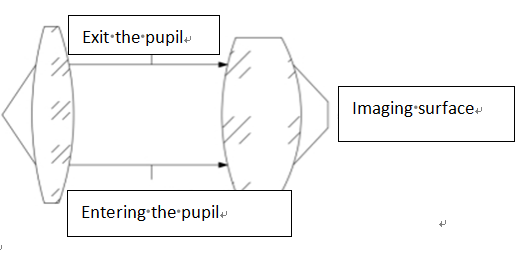 Exit the pupil
Imaging surface
Entering the pupil